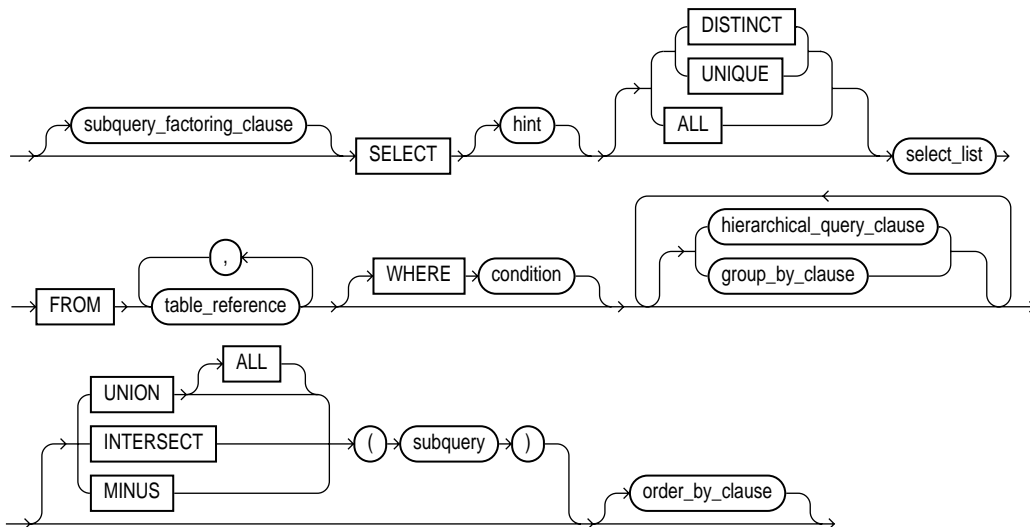 DISTINCT
UNIQUE
subquery_factoring_clause
hint
ALL
SELECT
select_list
,
hierarchical_query_clause
WHERE condition
group_by_clause
FROM
table_reference
ALL
UNION
INTERSECT
( subquery )
MINUS
order_by_clause